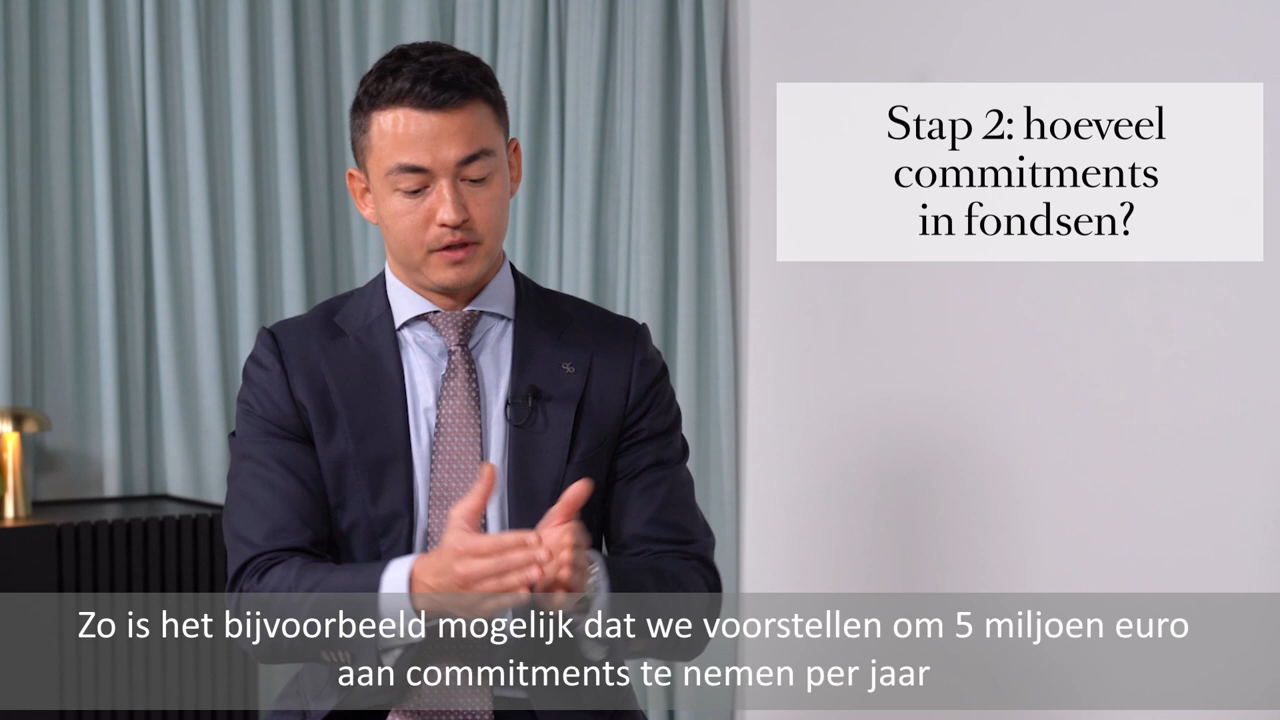 Stap 2: hoeveel
commitments
in fondsen?
Zo is het bijvoorbeeld mogelijk dat we voorstellen om 5 miljoen euro
aan commitments te nemen per jaar